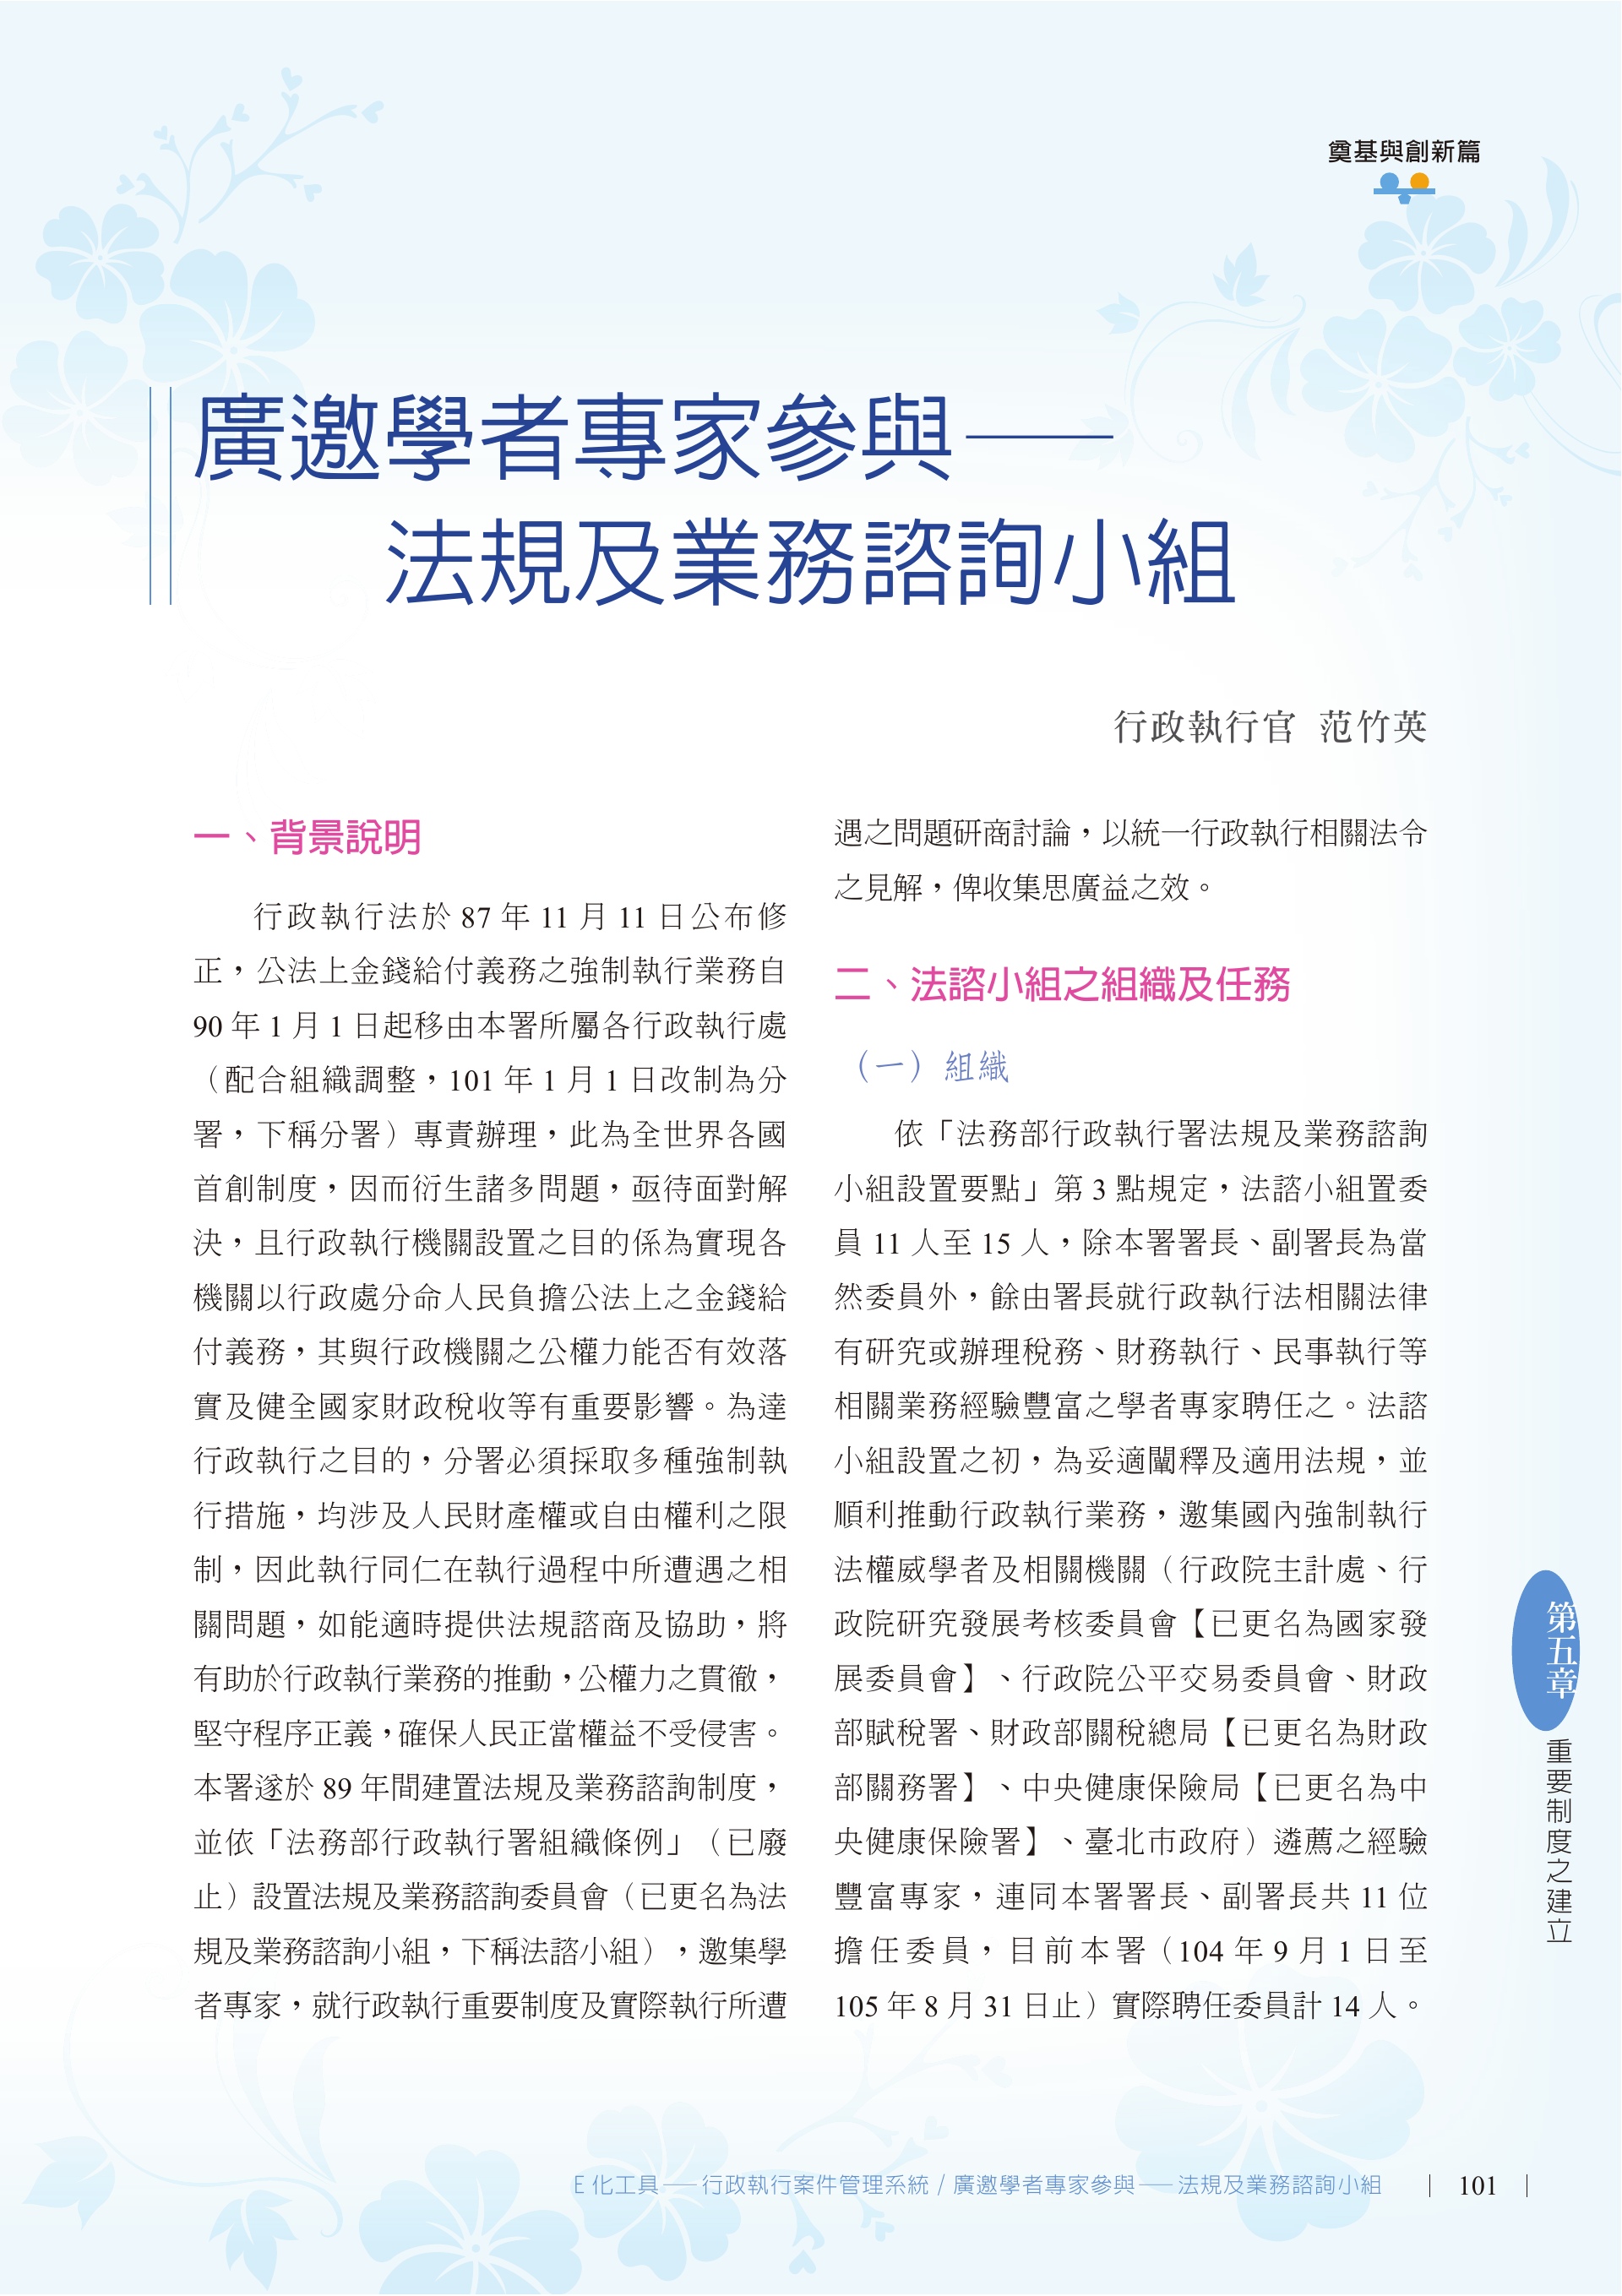 奠基與創新篇
廣邀學者專家參與——
法規及業務諮詢小組
行政執行官 范竹英
一、背景說明
行政執行法於 87 年 11 月 11 日公布修
正，公法上金錢給付義務之強制執行業務自
90 年 1 月 1 日起移由本署所屬各行政執行處
（配合組織調整，101 年 1 月 1 日改制為分
署，下稱分署）專責辦理，此為全世界各國
首創制度，因而衍生諸多問題，亟待面對解
決，且行政執行機關設置之目的係為實現各
機關以行政處分命人民負擔公法上之金錢給
付義務，其與行政機關之公權力能否有效落
實及健全國家財政稅收等有重要影響。為達
行政執行之目的，分署必須採取多種強制執
行措施，均涉及人民財產權或自由權利之限
制，因此執行同仁在執行過程中所遭遇之相
關問題，如能適時提供法規諮商及協助，將
有助於行政執行業務的推動，公權力之貫徹，
堅守程序正義，確保人民正當權益不受侵害。
本署遂於 89 年間建置法規及業務諮詢制度，
並依「法務部行政執行署組織條例」（已廢
止）設置法規及業務諮詢委員會（已更名為法
規及業務諮詢小組，下稱法諮小組），邀集學
者專家，就行政執行重要制度及實際執行所遭
遇之問題研商討論，以統一行政執行相關法令
之見解，俾收集思廣益之效。
二、法諮小組之組織及任務
（一）組織
依「法務部行政執行署法規及業務諮詢
小組設置要點」第 3 點規定，法諮小組置委
員 11 人至 15 人，除本署署長、副署長為當
然委員外，餘由署長就行政執行法相關法律
有研究或辦理稅務、財務執行、民事執行等
相關業務經驗豐富之學者專家聘任之。法諮
小組設置之初，為妥適闡釋及適用法規，並
順利推動行政執行業務，邀集國內強制執行
法權威學者及相關機關（行政院主計處、行
政院研究發展考核委員會【已更名為國家發
展委員會】、行政院公平交易委員會、財政
部賦稅署、財政部關稅總局【已更名為財政
部關務署】、中央健康保險局【已更名為中
央健康保險署】、臺北市政府）遴薦之經驗
豐富專家，連同本署署長、副署長共 11 位
擔任委員，目前本署（104 年 9 月 1 日至
105 年 8 月 31 日止）實際聘任委員計 14 人。
第五章
重要制度之建立
E 化工具——行政執行案件管理系統 / 廣邀學者專家參與——法規及業務諮詢小組 | 101 |